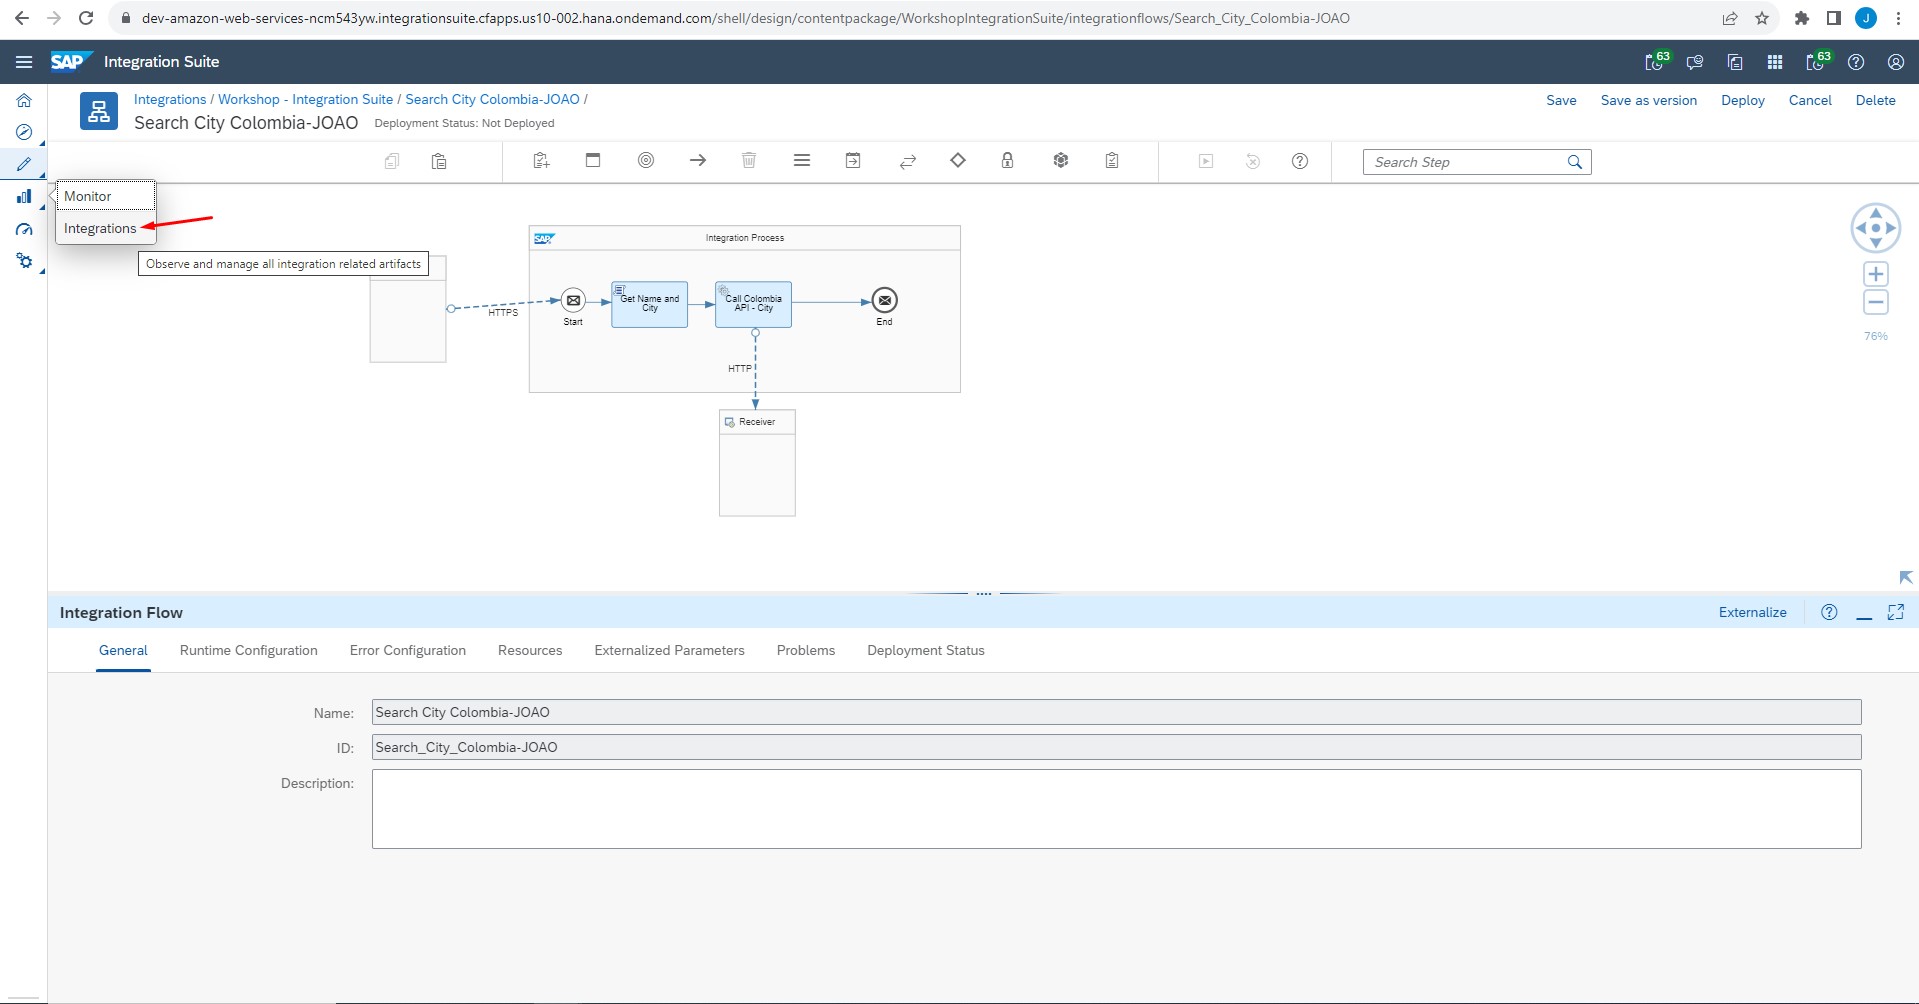 dev-amazon-web-services-ncm543yw.integrationsuite.cfapps.us10-002.hana.ondemand.com/shell/design/contentpackage/WorkshopIntegrationSuite/integrationflows/Search_City_Colombia-JOAO
J
SAP Integration Suite
63
63
Integrations / Workshop - Integration Suite / Search City Colombia-JOAO /
Search City Colombia-JOAO Deployment Status: Not Deployed
Save Save as version Deploy Cancel Delete
Search Step
Monitor
Integrations
Observe and manage all integration related artifacts
SAP Integration Process
HTTPS
Start
Get Name and
City
Call Colombia
API - City
End
HTTP
Receiver
76%
Integration Flow
Externalize
General Runtime Configuration Error Configuration Resources Externalized Parameters Problems Deployment Status
Name: Search City Colombia-JOAO
ID: Search_City_Colombia-JOAO
Description: